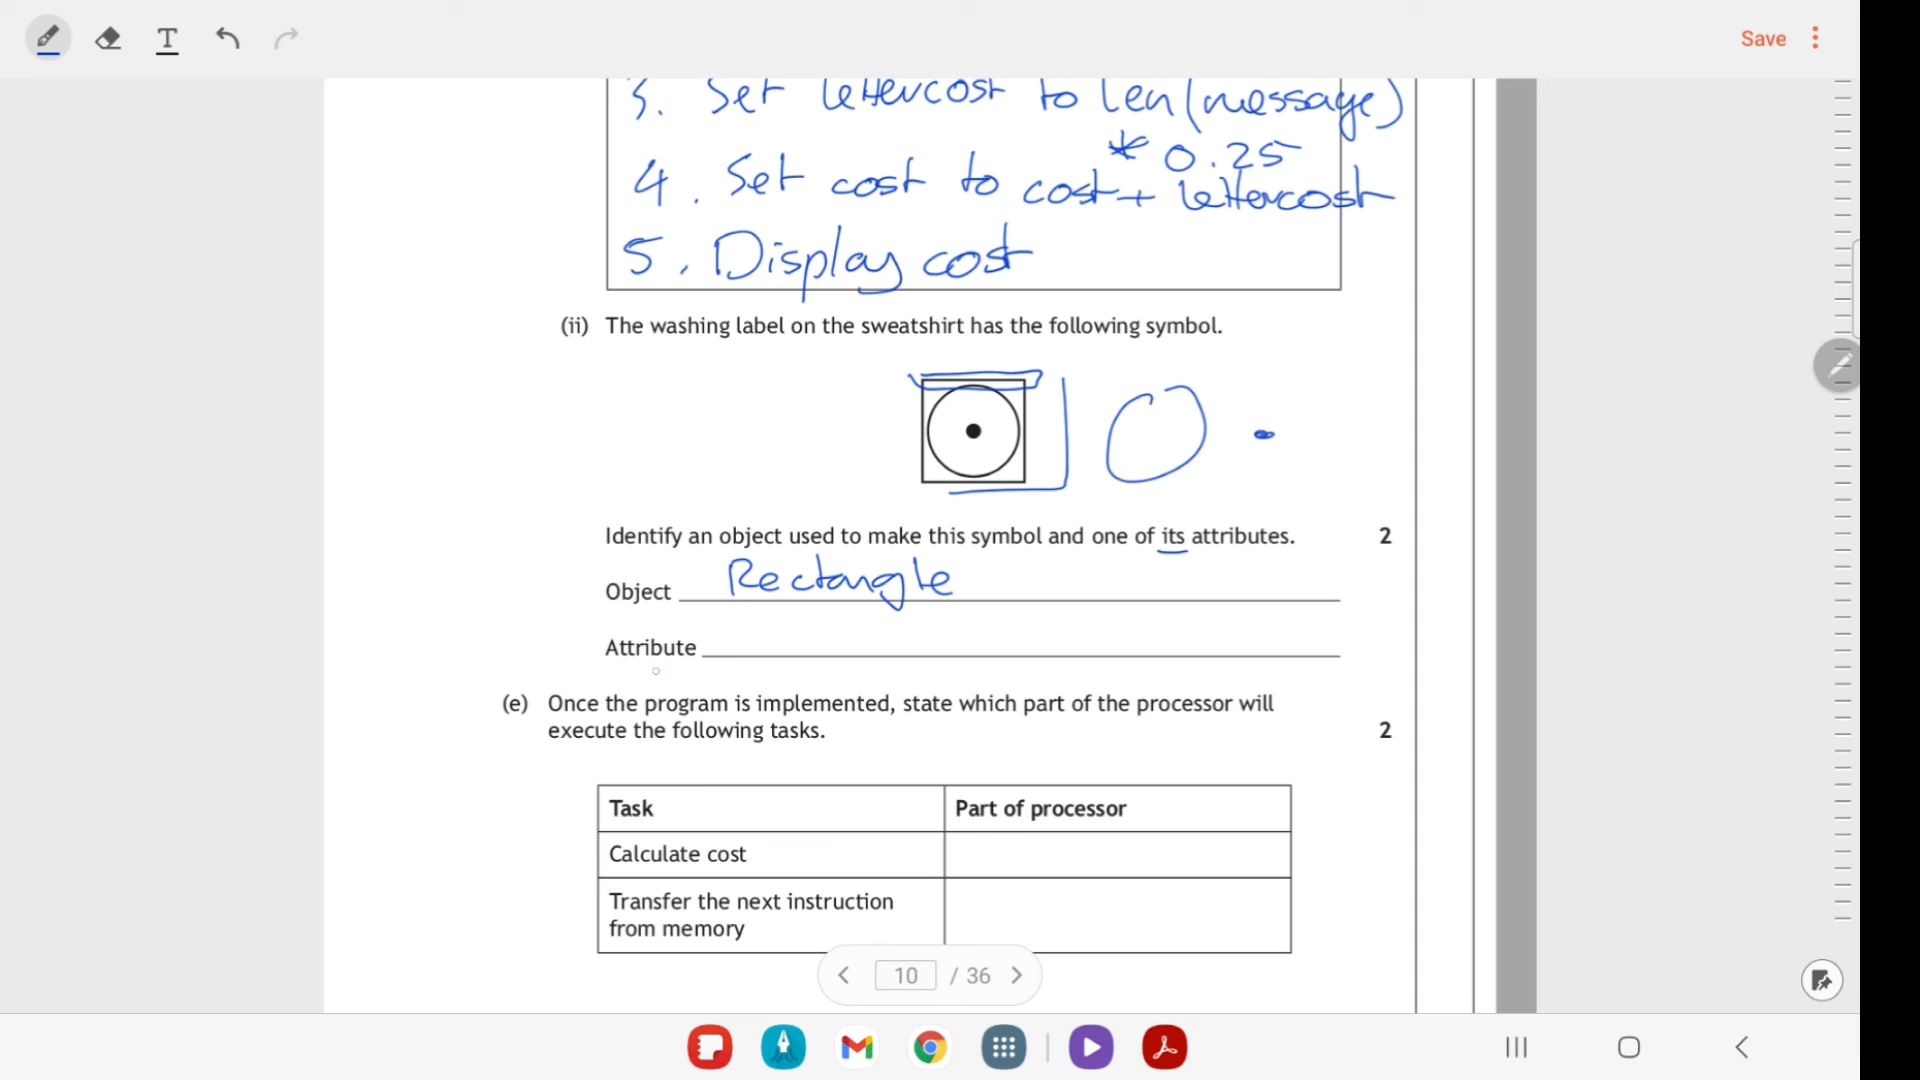 Save
3. Set lettercost to len(message)
* 0.25
4. Set cost to cost + lettercost
5. Display cost
(ii) The washing label on the sweatshirt has the following symbol.
Identify an object used to make this symbol and one of its attributes. 2
Object Rectangle
Attribute
(e) Once the program is implemented, state which part of the processor will
execute the following tasks. 2
Task Part of processor
Calculate cost
Transfer the next instruction
from memory
10 / 36